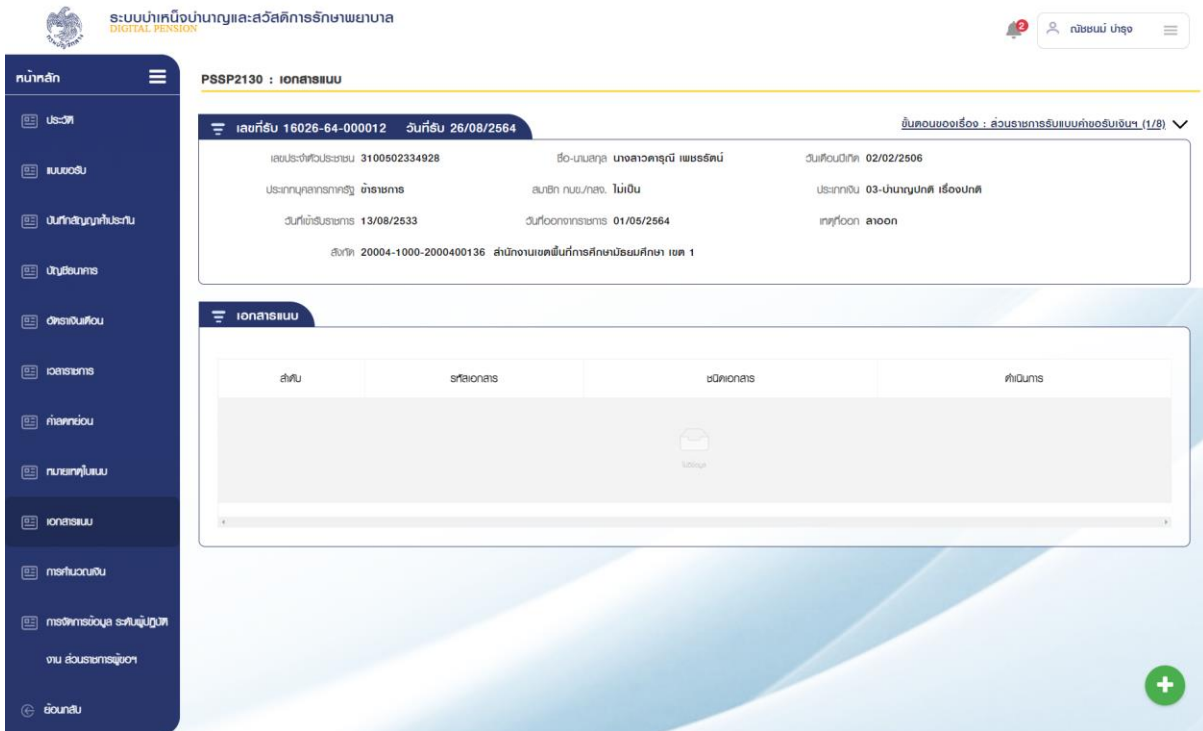 ระบบบำเหน็จบำนาญและสวัสดิการรักษาพยาบาล
DIGITAL PENSION
2
ณัชชนม์ บำรุง
หน้าหลัก
ประวัติ
แบบขอรับ
บันทึกสัญญาค้ำประกัน
บัญชีธนาคาร
อัตราเงินเดือน
เวลาราชการ
ค่าลดหย่อน
หมายเหตุใบแนบ
เอกสารแนบ
การคำนวณเงิน
การจัดการข้อมูล ระดับผู้ปฏิบัติ
งาน ส่วนราชการผู้ขอฯ
ย้อนกลับ
PSSP2130 : เอกสารแนบ
เลขที่รับ 16026-64-000012 วันที่รับ 26/08/2564
ขั้นตอนของเรื่อง : ส่วนราชการรับแบบคำขอรับเงินฯ (1/8)
เลขประจำตัวประชาชน 3100502334928 ชื่อ-นามสกุล นางสาวดารุณี เพชรรัตน์ วันเดือนปีเกิด 02/02/2506
ประเภทบุคลากรภาครัฐ ข้าราชการ สมาชิก กบข./กสจ. ไม่เป็น ประเภทเงิน 03-บำนาญปกติ เรื่องปกติ
วันที่เข้ารับราชการ 13/08/2533 วันที่ออกจากราชการ 01/05/2564 เหตุที่ออก ลาออก
สังกัด 20004-1000-2000400136 สำนักงานเขตพื้นที่การศึกษามัธยมศึกษา เขต 1
เอกสารแนบ
ลำดับ รหัสเอกสาร ชนิดเอกสาร ดำเนินการ
ไม่มีข้อมูล